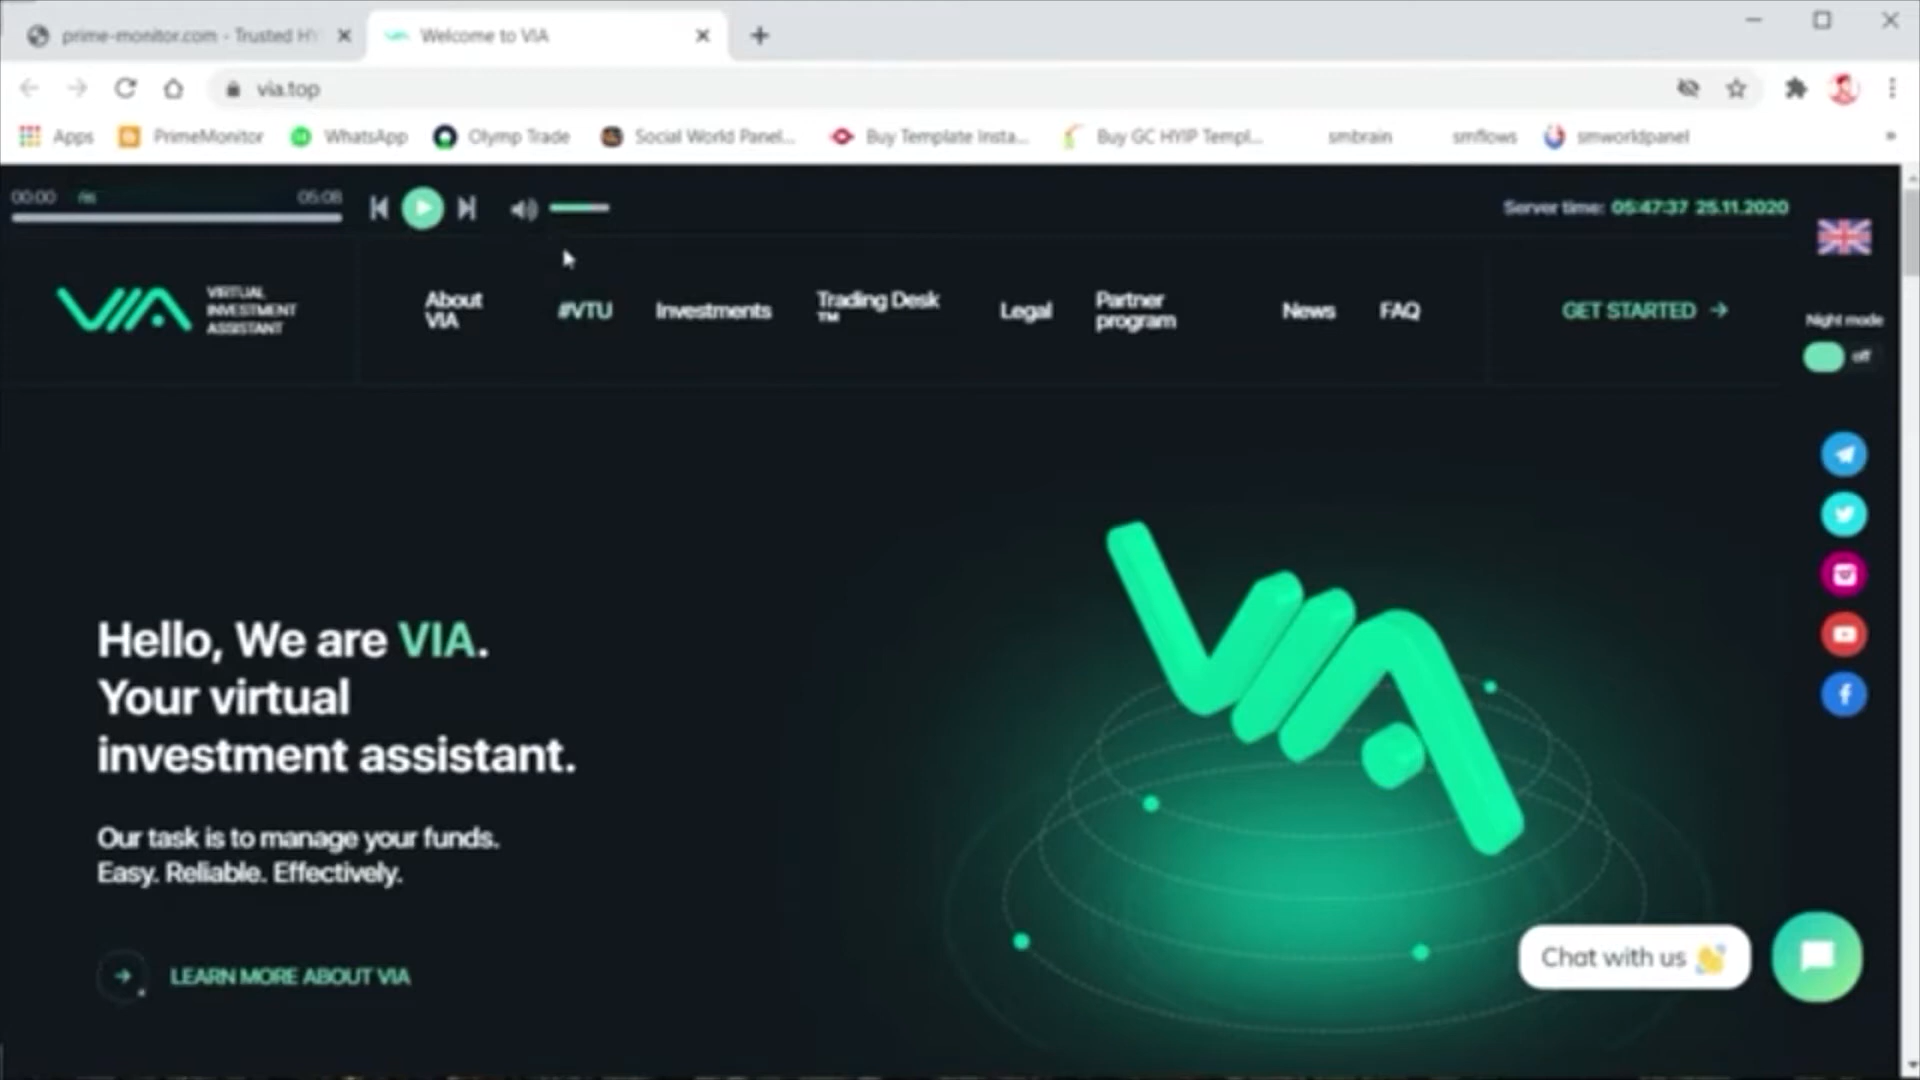 prime-monitor.com - Trusted HY
Welcome to VIA
via.top
Apps
PrimeMonitor
WhatsApp
Olymp Trade
Social World Panel...
Buy Template Insta...
Buy GC HYIP Templ...
smbrain
smflows
smworldpanel
00:00
05:08
Server time: 05:47:37 25.11.2020
VIRTUAL
INVESTMENT
ASSISTANT
About
VIA
#VTU
Investments
Trading Desk
™
Legal
Partner
program
News
FAQ
GET STARTED
Night mode
off
Hello, We are VIA.
Your virtual
investment assistant.
Our task is to manage your funds.
Easy. Reliable. Effectively.
LEARN MORE ABOUT VIA
Chat with us